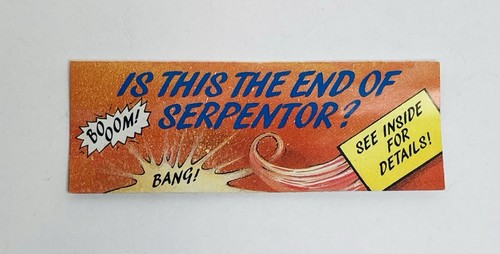 IS THIS THE END OF
SERPENTOR?
BOOOM!
BANG!
SEE INSIDE
FOR
DETAILS!